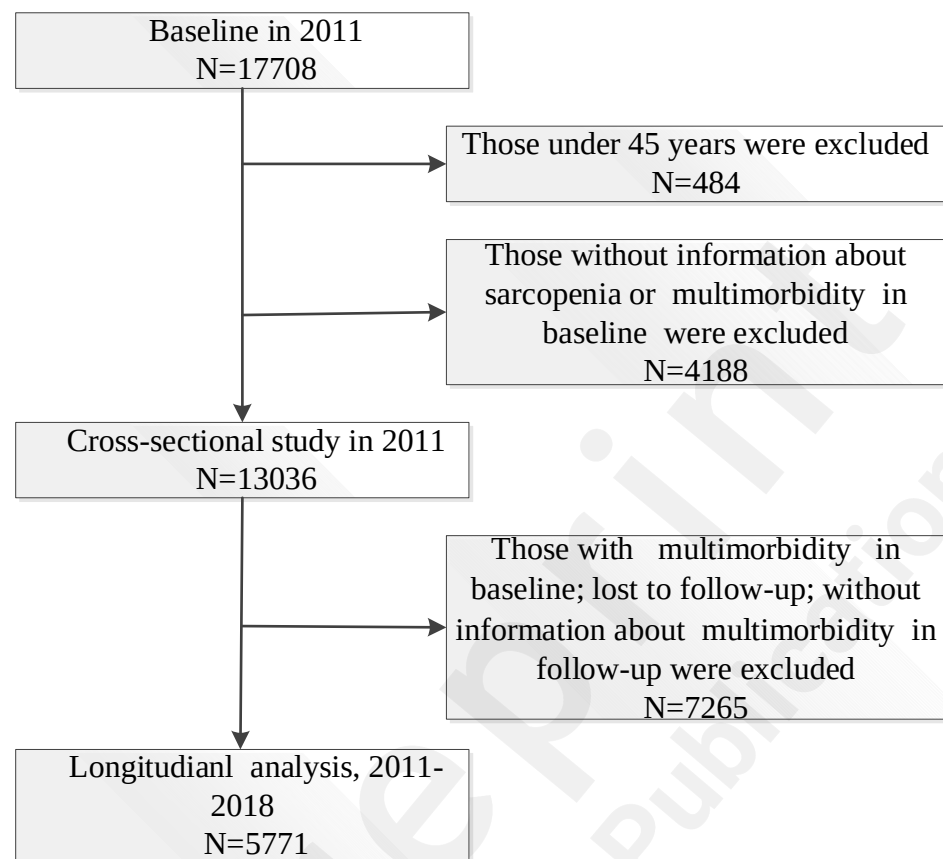 Baseline in 2011
N=17708
Those under 45 years were excluded
N=484
Those without information about
sarcopenia or multimorbidity in
baseline were excluded
N=4188
Cross-sectional study in 2011
N=13036
Those with multimorbidity in
baseline; lost to follow-up; without
information about multimorbidity in
follow-up were excluded
N=7265
Longitudianl analysis, 2011-
2018
N=5771
Publication